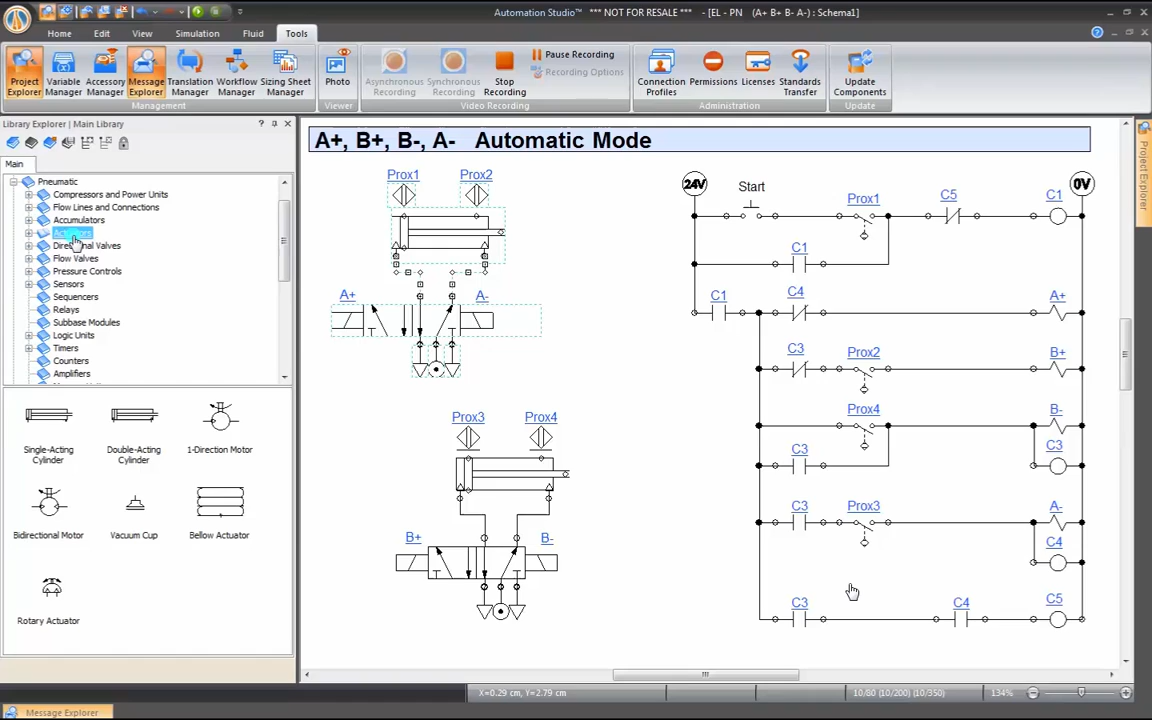 Automation Studio™ *** NOT FOR RESALE *** - [EL - PN (A+ B+ B- A-) : Schema1]
Home Edit View Simulation Fluid Tools
Project Explorer
Variable Manager
Accessory Manager
Message Explorer
Translation Manager
Workflow Manager
Sizing Sheet Manager
Management
Photo
Viewer
Asynchronous Recording
Synchronous Recording
Stop Recording
Pause Recording
Recording Options
Video Recording
Connection Profiles
Permissions
Licenses
Standards Transfer
Administration
Update Components
Update
Library Explorer | Main Library
Main
Pneumatic
Compressors and Power Units
Flow Lines and Connections
Accumulators
Actuators
Directional Valves
Flow Valves
Pressure Controls
Sensors
Sequencers
Relays
Subbase Modules
Logic Units
Timers
Counters
Amplifiers
Single-Acting Cylinder
Double-Acting Cylinder
1-Direction Motor
Bidirectional Motor
Vacuum Cup
Bellow Actuator
Rotary Actuator
A+, B+, B-, A- Automatic Mode
Prox1 Prox2
A+ A-
Prox3 Prox4
B+ B-
24V Start Prox1 C5 C1 0V
C1
C1 C4 A+
C3 Prox2 B+
Prox4 B-
C3 C3
C3 Prox3 A-
C4
C3 C4 C5
Project Explorer
X=0.29 cm, Y=2.79 cm
10/80 (10/200) (10/350)
134%
Message Explorer